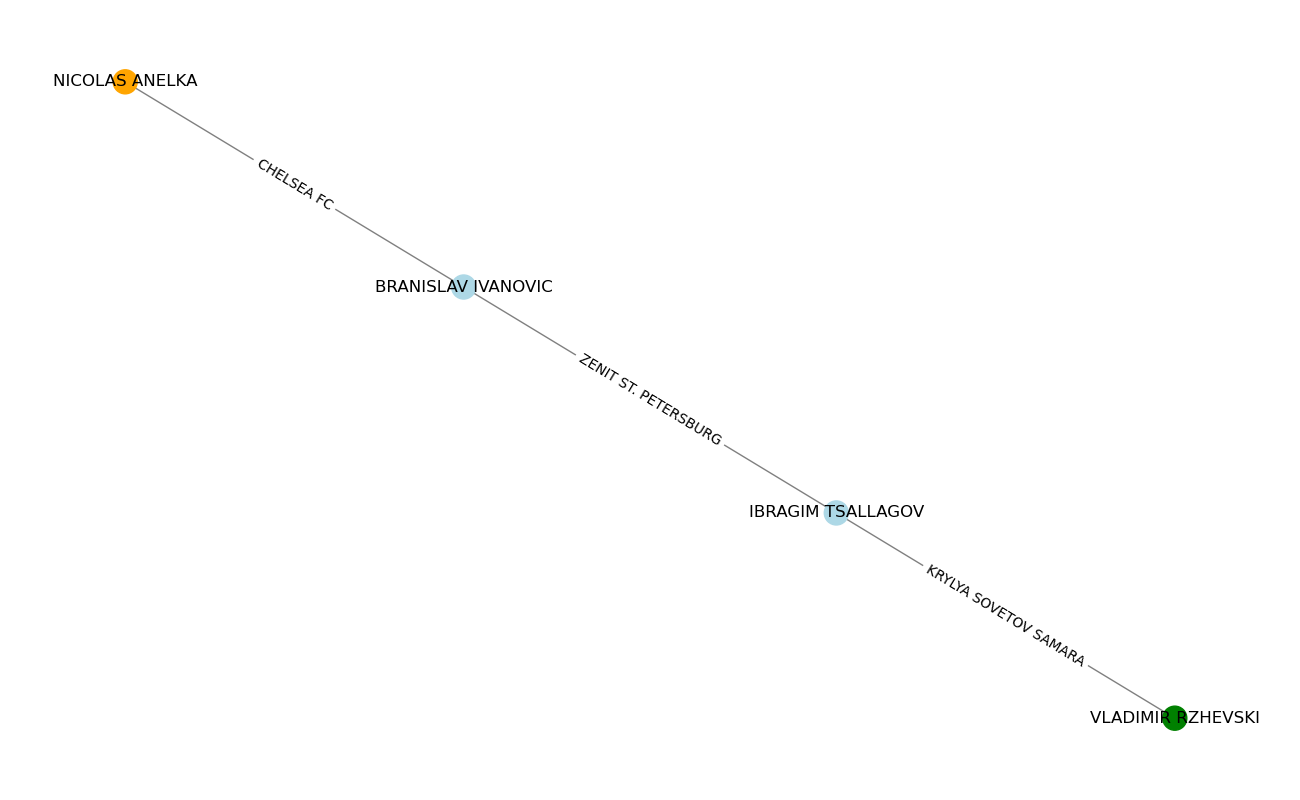 NICOLAS ANELKA
CHELSEA FC
BRANISLAV IVANOVIC
ZENIT ST. PETERSBURG
IBRAGIM TSALLAGOV
KRYLYA SOVETOV SAMARA
VLADIMIR RZHEVSKI